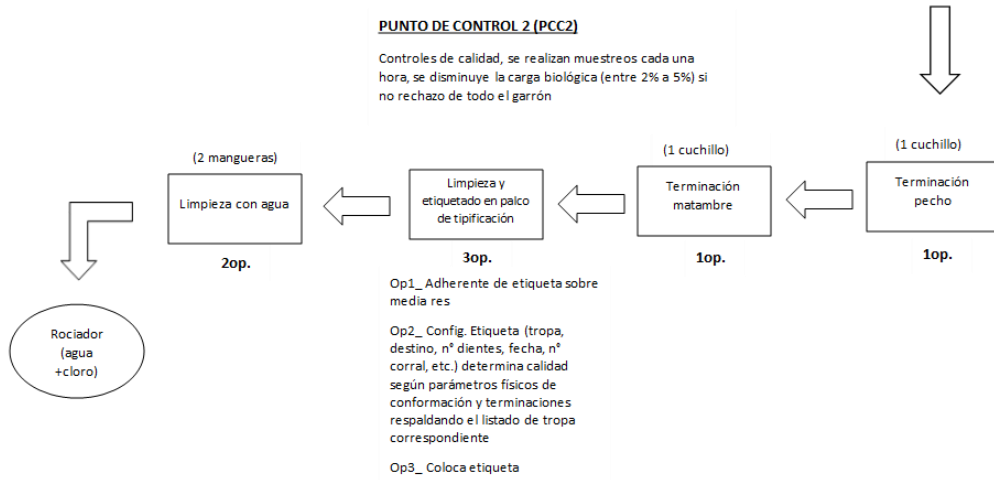 PUNTO DE CONTROL 2 (PCC2)
Controles de calidad, se realizan muestreos cada una
hora, se disminuye la carga biológica (entre 2% a 5%) si
no rechazo de todo el garrón
(1 cuchillo)
Terminación
pecho
1op.
(1 cuchillo)
Terminación
matambre
1op.
Limpieza y
etiquetado en palco
de tipificación
3op.
Op1_ Adherente de etiqueta sobre
media res
Op2_ Config. Etiqueta (tropa,
destino, n° dientes, fecha, n°
corral, etc.) determina calidad
según parámetros físicos de
conformación y terminaciones
respaldando el listado de tropa
correspondiente
Op3_ Coloca etiqueta
(2 mangueras)
Limpieza con agua
2op.
Rociador
(agua
+cloro)